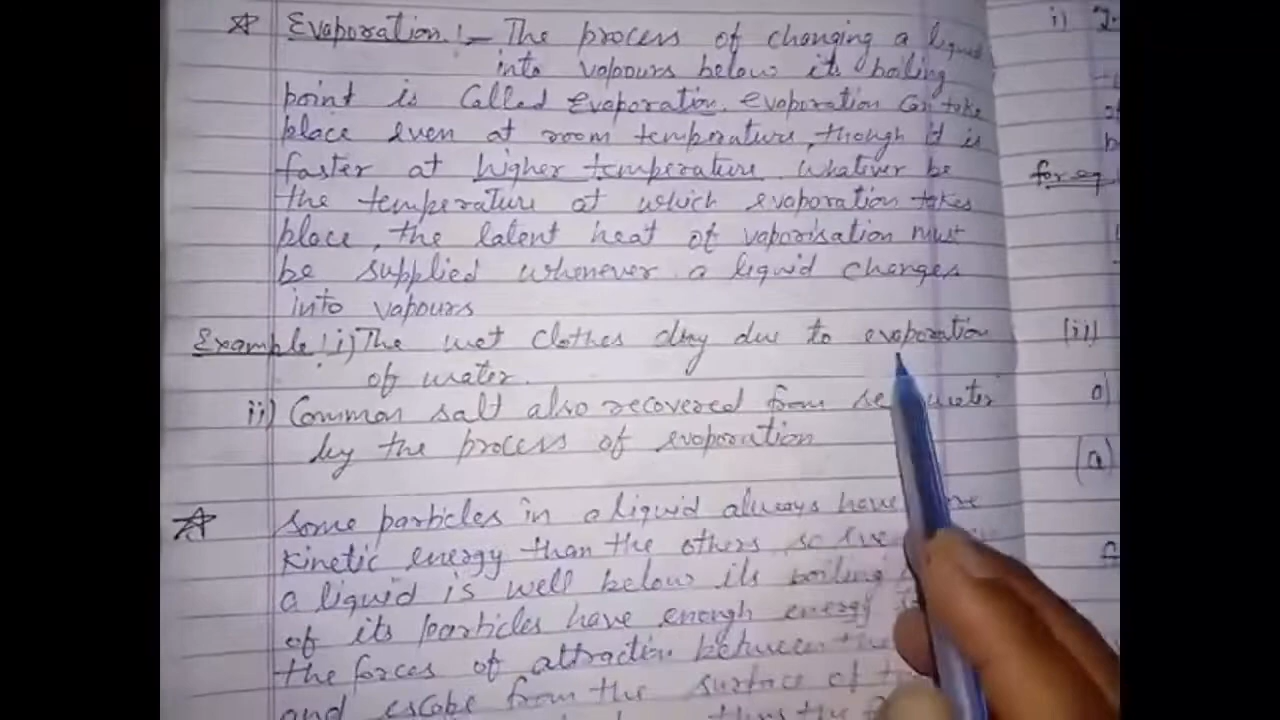 Evaporation :- The process of changing a liquid
into vapours below its boiling
point is called evaporation. evaporation can take
place even at room temperature, though it is
faster at higher temperature. Whatever be
the temperature at which evaporation takes
place, the latent heat of vaporisation must
be supplied whenever a liquid changes
into vapours
Example : i) The wet clothes dry due to evaporation
of water.
ii) Common salt also recovered from water
by the process of evaporation
Some particles in a liquid always have
kinetic energy than the others so
a liquid is well below its boiling
of its particles have enough energy
the forces of attraction between
and escape from the surface of
i)
for eg
(ii)
(a)